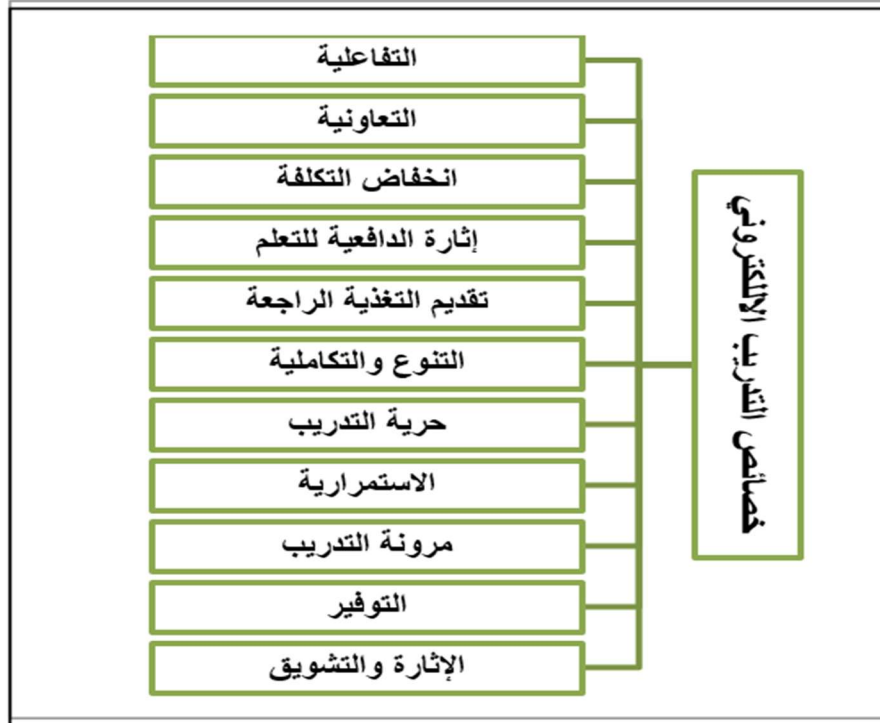 خصائص التدريب الاللكتروني
التفاعلية
التعاونية
انخفاض التكلفة
إثارة الدافعية للتعلم
تقديم التغذية الراجعة
التنوع والتكاملية
حرية التدريب
الاستمرارية
مرونة التدريب
التوفير
الإثارة والتشويق